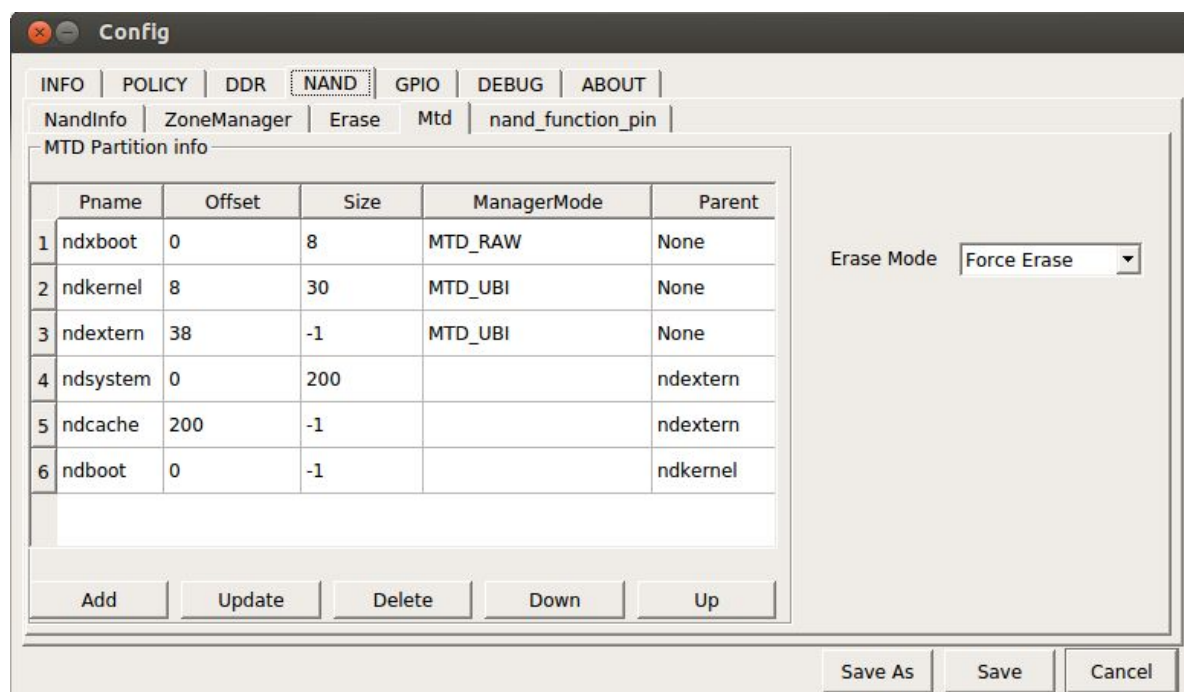 Config
INFO POLICY DDR NAND GPIO DEBUG ABOUT
NandInfo ZoneManager Erase Mtd nand_function_pin
MTD Partition info
Pname Offset Size ManagerMode Parent
1 ndxboot 0 8 MTD_RAW None
Erase Mode Force Erase
2 ndkernel 8 30 MTD_UBI None
3 ndextern 38 -1 MTD_UBI None
4 ndsystem 0 200 ndextern
5 ndcache 200 -1 ndextern
6 ndboot 0 -1 ndkernel
Add Update Delete Down Up
Save As Save Cancel